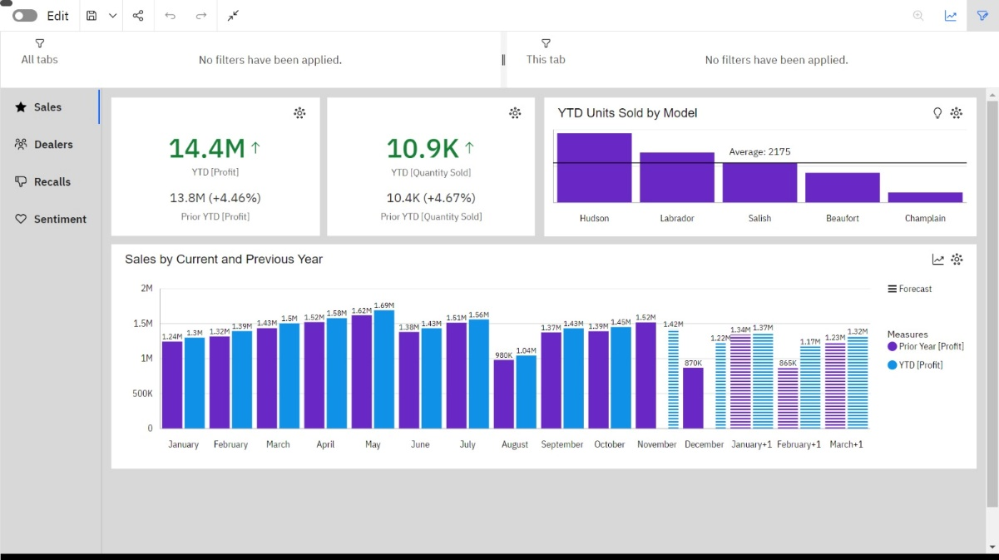 Edit
All tabs
No filters have been applied.
This tab
No filters have been applied.
Sales
Dealers
Recalls
Sentiment
14.4M ↑
YTD [Profit]
13.8M (+4.46%)
Prior YTD [Profit]
10.9K ↑
YTD [Quantity Sold]
10.4K (+4.67%)
Prior YTD [Quantity Sold]
YTD Units Sold by Model
Average: 2175
Hudson Labrador Salish Beaufort Champlain
Sales by Current and Previous Year
2M
1.5M
1M
500K
0
1.24M 1.3M 1.32M 1.39M 1.43M 1.5M 1.52M 1.58M 1.62M 1.69M 1.38M 1.43M 1.51M 1.56M 980K 1.04M 1.37M 1.43M 1.39M 1.45M 1.52M 1.42M 870K 1.22M 1.34M 1.37M 865K 1.17M 1.23M 1.32M
January February March April May June July August September October November December January+1 February+1 March+1
Forecast
Measures
Prior Year [Profit]
YTD [Profit]